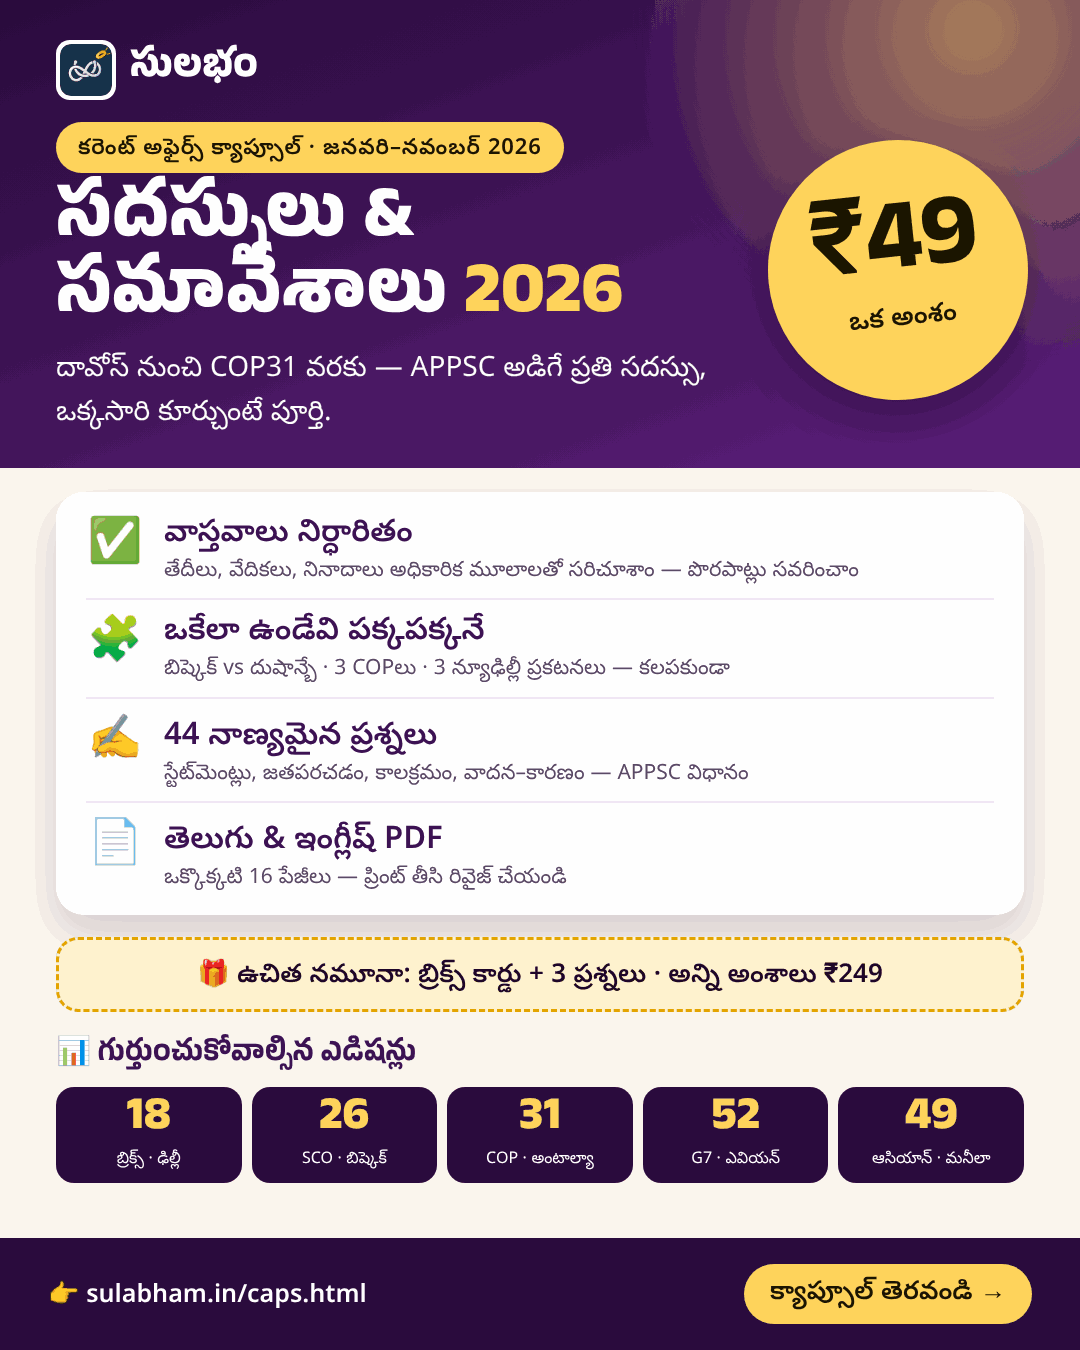 సులభం
కరెంట్ అఫైర్స్ క్యాప్సూల్ · జనవరి–నవంబర్ 2026
సదస్సులు &
సమావేశాలు 2026
₹49
ఒక అంశం
దావోస్ నుంచి COP31 వరకు — APPSC అడిగే ప్రతి సదస్సు,
ఒక్కసారి కూర్చుంటే పూర్తి.
వాస్తవాలు నిర్ధారితం
తేదీలు, వేదికలు, నినాదాలు అధికారిక మూలాలతో సరిచూశాం — పొరపాట్లు సవరించాం
ఒకేలా ఉండేవి పక్కపక్కనే
బిష్కెక్ vs దుషాన్బే · 3 COPలు · 3 న్యూఢిల్లీ ప్రకటనలు — కలపకుండా
44 నాణ్యమైన ప్రశ్నలు
స్టేట్‌మెంట్లు, జతపరచడం, కాలక్రమం, వాదన–కారణం — APPSC విధానం
తెలుగు & ఇంగ్లీష్ PDF
ఒక్కొక్కటి 16 పేజీలు — ప్రింట్ తీసి రివైజ్ చేయండి
ఉచిత నమూనా: బ్రిక్స్ కార్డు + 3 ప్రశ్నలు · అన్ని అంశాలు ₹249
గుర్తుంచుకోవాల్సిన ఎడిషన్లు
18
బ్రిక్స్ · ఢిల్లీ
26
SCO · బిష్కెక్
31
COP · అంటాల్యా
52
G7 · ఎవియన్
49
ఆసియాన్ · మనీలా
sulabham.in/caps.html
క్యాప్సూల్ తెరవండి →